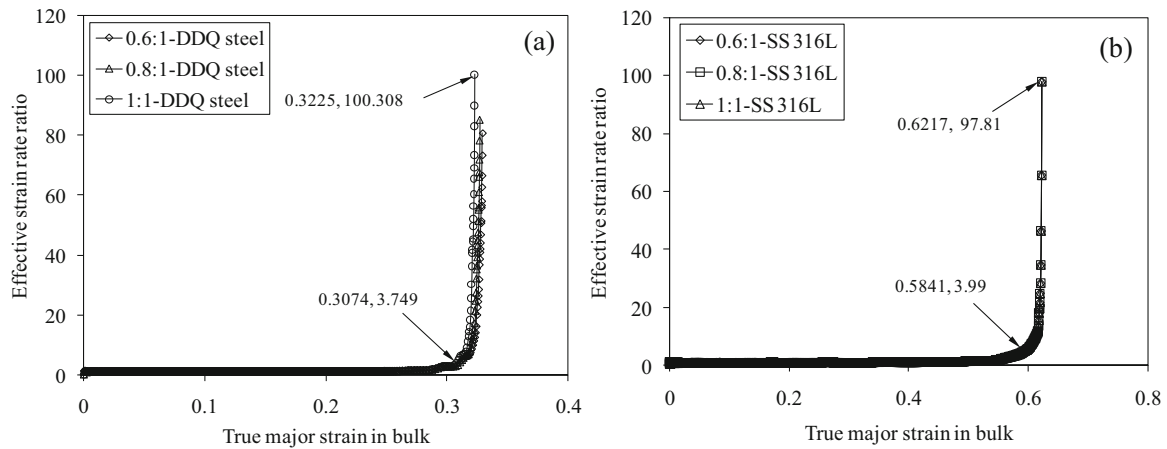 (a)
0.6:1-DDQ steel
0.8:1-DDQ steel
1:1-DDQ steel
0.3225, 100.308
0.3074, 3.749
Effective strain rate ratio
120
100
80
60
40
20
0
0
0.1
0.2
0.3
0.4
True major strain in bulk
(b)
0.6:1-SS 316L
0.8:1-SS 316L
1:1-SS 316L
0.6217, 97.81
0.5841, 3.99
Effective strain rate ratio
120
100
80
60
40
20
0
0
0.2
0.4
0.6
0.8
True major strain in bulk